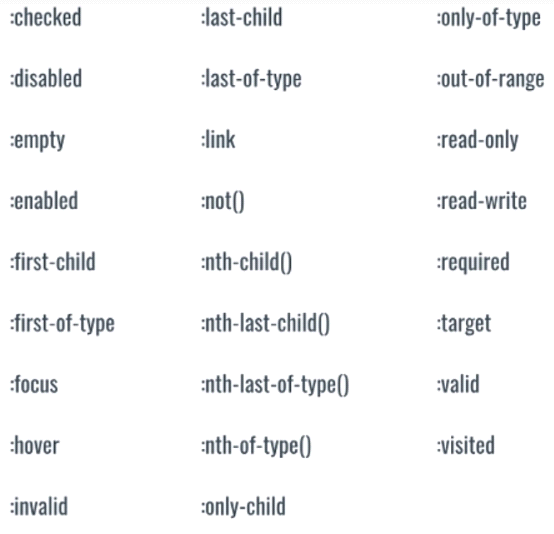 :checked
:disabled
:empty
:enabled
:first-child
:first-of-type
:focus
:hover
:invalid
:last-child
:last-of-type
:link
:not()
:nth-child()
:nth-last-child()
:nth-last-of-type()
:nth-of-type()
:only-child
:only-of-type
:out-of-range
:read-only
:read-write
:required
:target
:valid
:visited